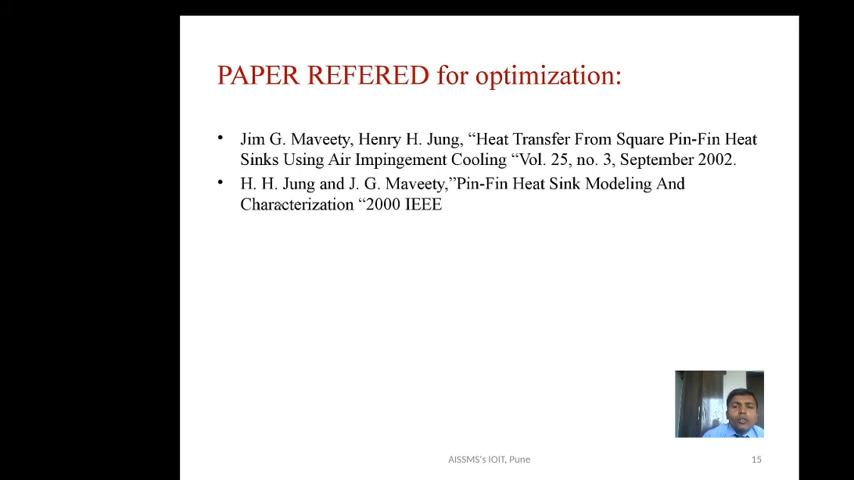 PAPER REFERED for optimization:
• Jim G. Maveety, Henry H. Jung, “Heat Transfer From Square Pin-Fin Heat
Sinks Using Air Impingement Cooling “Vol. 25, no. 3, September 2002.
• H. H. Jung and J. G. Maveety,”Pin-Fin Heat Sink Modeling And
Characterization “2000 IEEE
AISSMS's IOIT, Pune
15